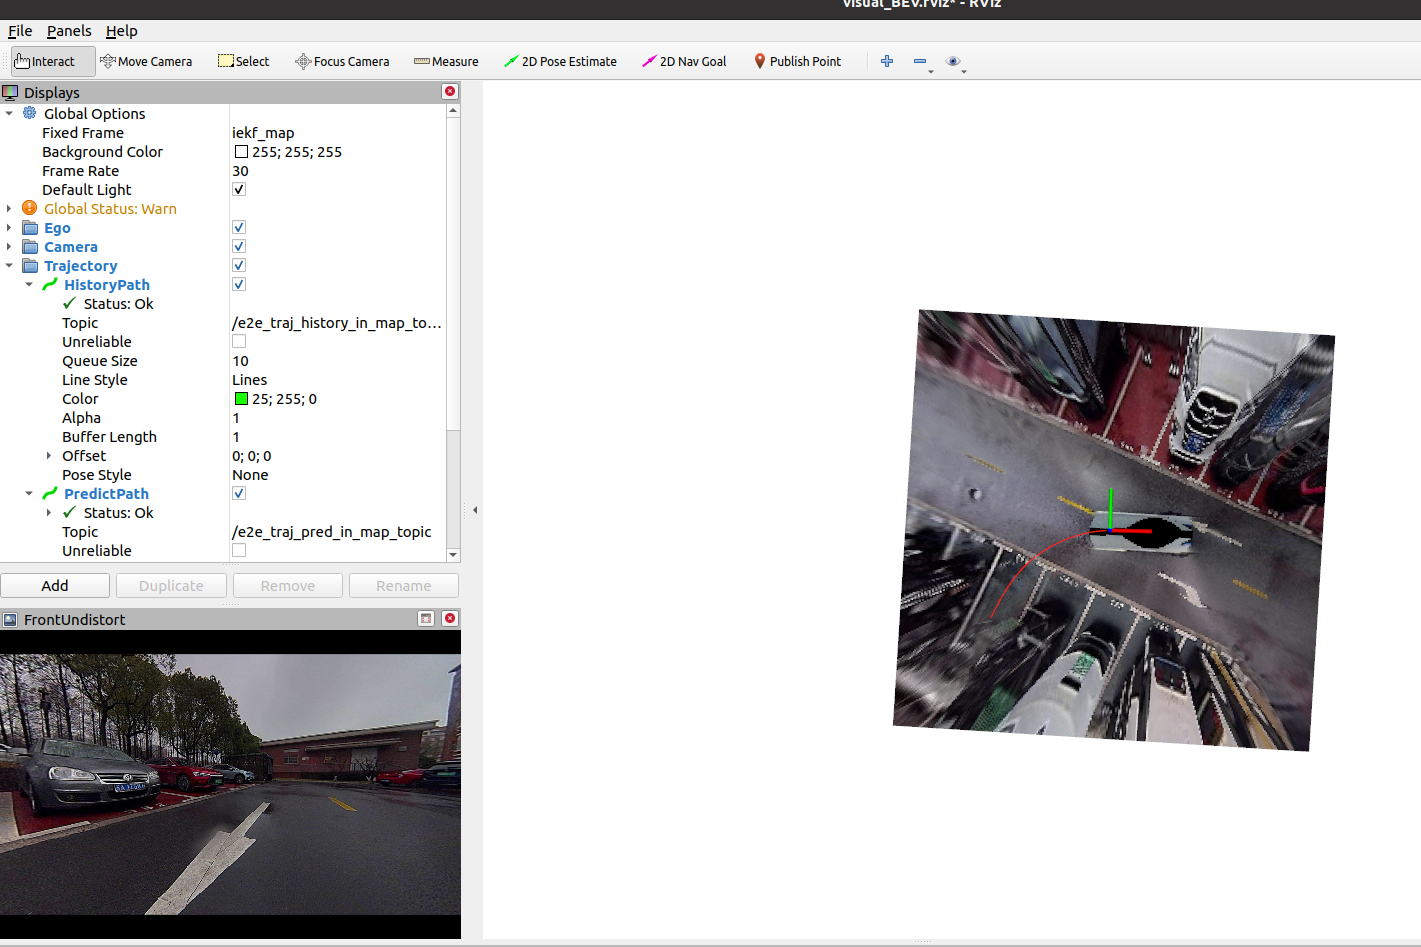 visual_BEV.rviz* - RViz
File Panels Help
Interact Move Camera Select Focus Camera Measure 2D Pose Estimate 2D Nav Goal Publish Point
Displays
Global Options
Fixed Frame iekf_map
Background Color 255; 255; 255
Frame Rate 30
Default Light
Global Status: Warn
Ego
Camera
Trajectory
HistoryPath
Status: Ok
Topic /e2e_traj_history_in_map_to...
Unreliable
Queue Size 10
Line Style Lines
Color 25; 255; 0
Alpha 1
Buffer Length 1
Offset 0; 0; 0
Pose Style None
PredictPath
Status: Ok
Topic /e2e_traj_pred_in_map_topic
Unreliable
Add Duplicate Remove Rename
FrontUndistort